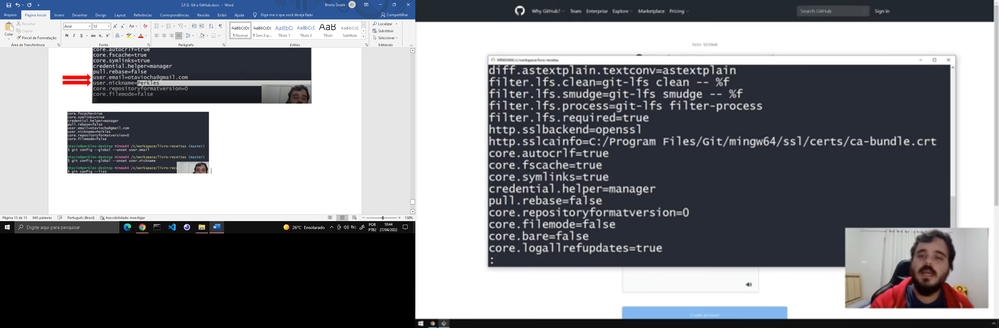 S.F.D. Git e GitHub.docx - Word
Bruno Souza
BS
Arquivo
Página Inicial
Inserir
Desenhar
Design
Layout
Referências
Correspondências
Revisão
Exibir
Ajuda
Diga-me o que você deseja fazer
Compartilhar
Recortar
Copiar
Pincel de Formatação
Colar
Área de Transferência
Arial
12
Fonte
Parágrafo
AaBbCcDc
¶ Normal
AaBbCcDc
¶ Sem Esp...
AaBbC(
Título 1
AaBbCcE
Título 2
AaB
Título
AaBbCcD
Subtítulo
Estilos
Localizar
Substituir
Selecionar
Editando
core.autocrlf=true
core.fscache=true
core.symlinks=true
credential.helper=manager
pull.rebase=false
user.email=otaviocha@gmail.com
user.nickname=Perkles
core.repositoryformatversion=0
core.filemode=false
:
core.fscache=true
core.symlinks=true
credential.helper=manager
pull.rebase=false
user.email=otaviocha@gmail.com
user.nickname=Perkles
core.repositoryformatversion=0
core.filemode=false
Otavio@perkles-desktop MINGW64 /c/workspace/livro-receitas (master)
$ git config --global --unset user.email
Otavio@perkles-desktop MINGW64 /c/workspace/livro-receitas (master)
$ git config --global --unset user.nickname
Otavio@perkles-desktop MINGW64 /c/workspace/livro-rec
$ git config --list
Página 13 de 13
843 palavras
Português (Brasil)
Acessibilidade: investigar
130%
Digite aqui para pesquisar
26°C Ensolarado
POR
PTB2
10:44
27/04/2022
Why GitHub?
Team
Enterprise
Explore
Marketplace
Pricing
Search GitHub
Sign in
Join GitHub
MINGW64:/c/workspace/livro-receitas
diff.astextplain.textconv=astextplain
filter.lfs.clean=git-lfs clean -- %f
filter.lfs.smudge=git-lfs smudge -- %f
filter.lfs.process=git-lfs filter-process
filter.lfs.required=true
http.sslbackend=openssl
http.sslcainfo=C:/Program Files/Git/mingw64/ssl/certs/ca-bundle.crt
core.autocrlf=true
core.fscache=true
core.symlinks=true
credential.helper=manager
pull.rebase=false
core.repositoryformatversion=0
core.filemode=false
core.bare=false
core.logallrefupdates=true
:
Create account